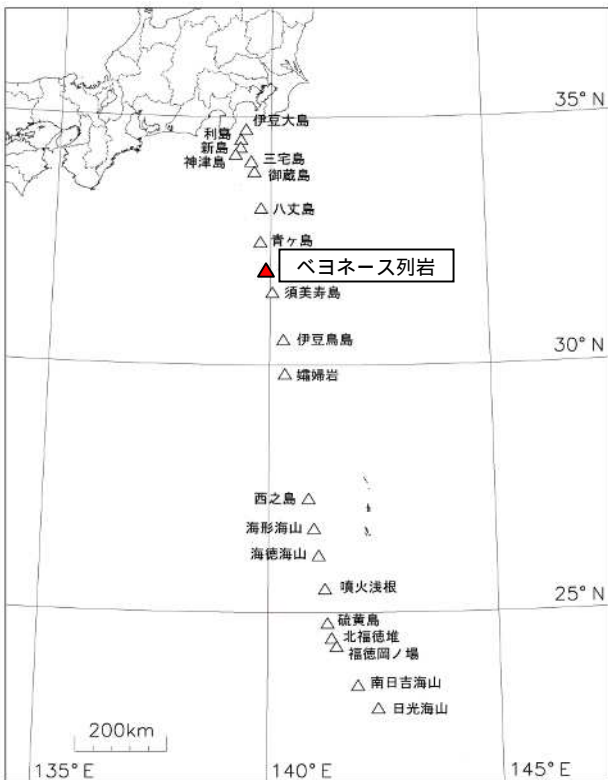 35°N
伊豆大島
利島
新島
神津島
三宅島
御蔵島
八丈島
青ヶ島
ベヨネース列岩
須美寿島
伊豆鳥島
30°N
孀婦岩
西之島
海形海山
海徳海山
噴火浅根
25°N
硫黄島
北福徳堆
福徳岡ノ場
南日吉海山
日光海山
200km
135°E
140°E
145°E